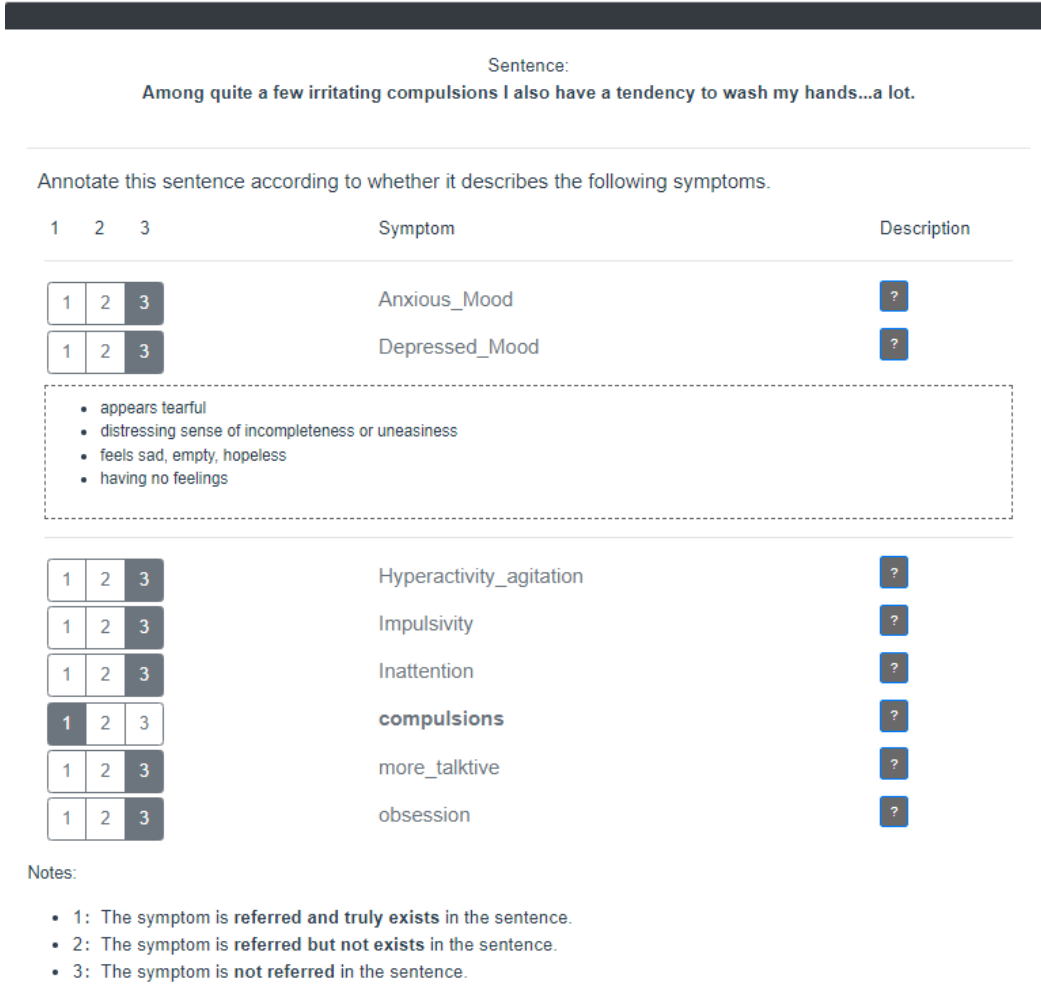 Sentence:
Among quite a few irritating compulsions I also have a tendency to wash my hands...a lot.
Annotate this sentence according to whether it describes the following symptoms.
1 2 3 Symptom Description
1 2 3 Anxious_Mood ?
1 2 3 Depressed_Mood ?
• appears tearful
• distressing sense of incompleteness or uneasiness
• feels sad, empty, hopeless
• having no feelings
1 2 3 Hyperactivity_agitation ?
1 2 3 Impulsivity ?
1 2 3 Inattention ?
1 2 3 compulsions ?
1 2 3 more_talktive ?
1 2 3 obsession ?
Notes:
• 1: The symptom is referred and truly exists in the sentence.
• 2: The symptom is referred but not exists in the sentence.
• 3: The symptom is not referred in the sentence.